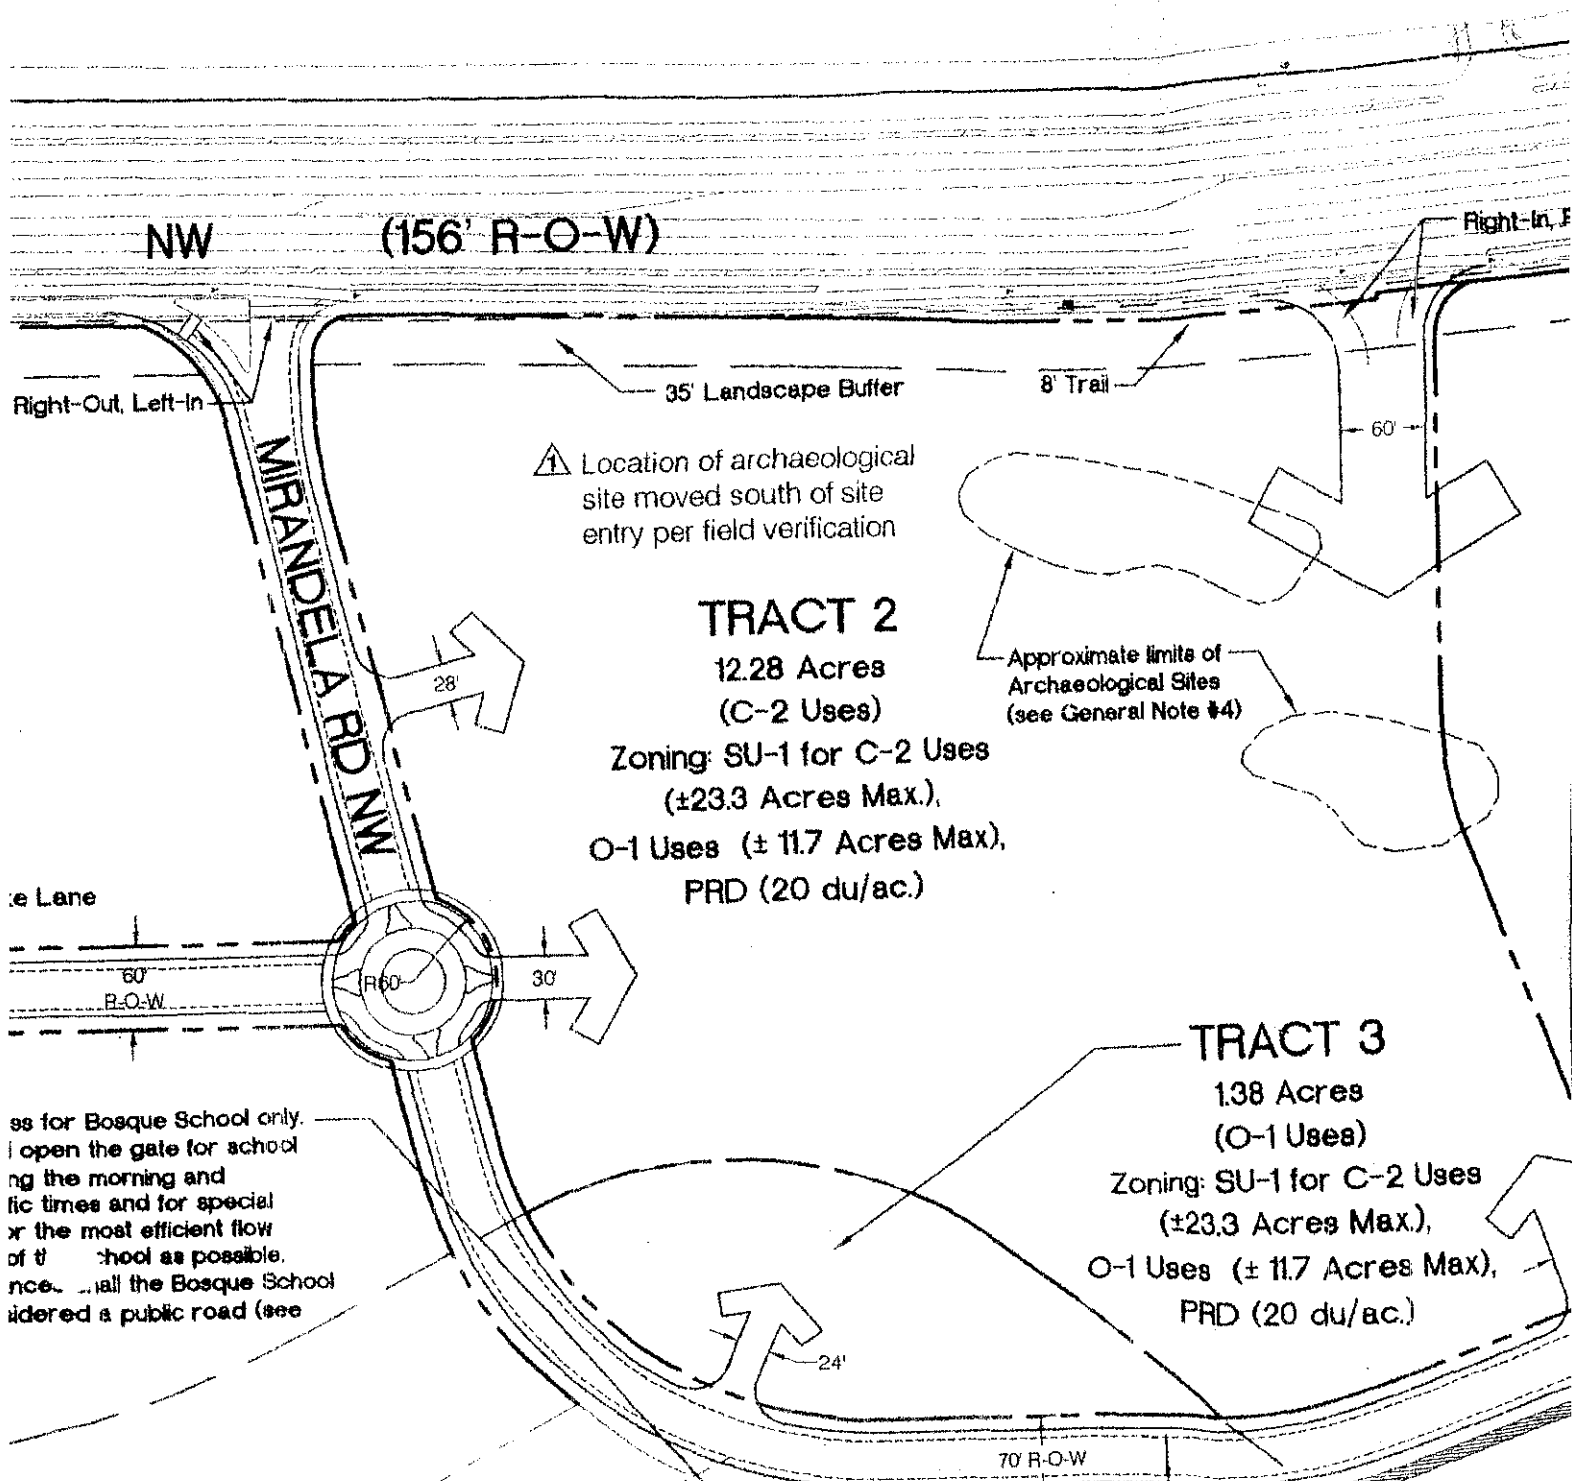 NW (156' R-O-W)
Right-In,
Right-Out, Left-In
35' Landscape Buffer
8' Trail
60'
MIRANDELA RD NW
1 Location of archaeological
site moved south of site
entry per field verification
TRACT 2
12.28 Acres
(C-2 Uses)
Zoning: SU-1 for C-2 Uses
(±23.3 Acres Max.),
O-1 Uses (± 11.7 Acres Max),
PRD (20 du/ac.)
28'
Approximate limits of
Archaeological Sites
(see General Note #4)
Lane
60'
R-O-W
R60'
30'
TRACT 3
1.38 Acres
(O-1 Uses)
Zoning: SU-1 for C-2 Uses
(±23.3 Acres Max.),
O-1 Uses (± 11.7 Acres Max),
PRD (20 du/ac.)
for Bosque School only.
open the gate for school
the morning and
times and for special
the most efficient flow
of as possible.
the Bosque School
a public road (see
24'
70' R-O-W